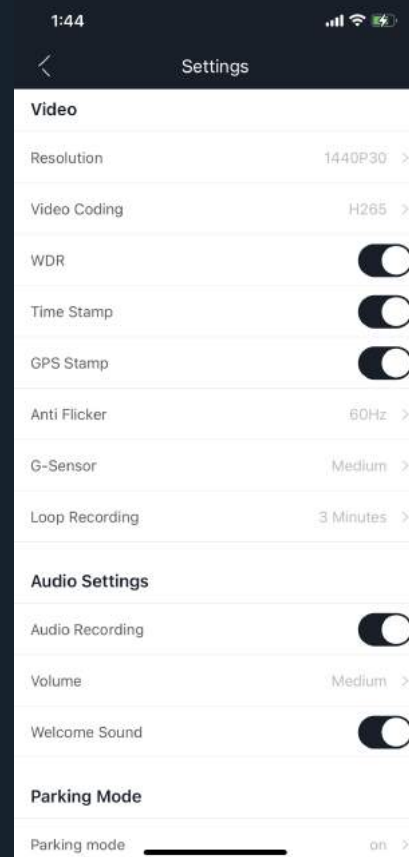 1:44
Settings
Video
Resolution 1440P30
Video Coding H265
WDR
Time Stamp
GPS Stamp
Anti Flicker 60Hz
G-Sensor Medium
Loop Recording 3 Minutes
Audio Settings
Audio Recording
Volume Medium
Welcome Sound
Parking Mode
Parking mode on